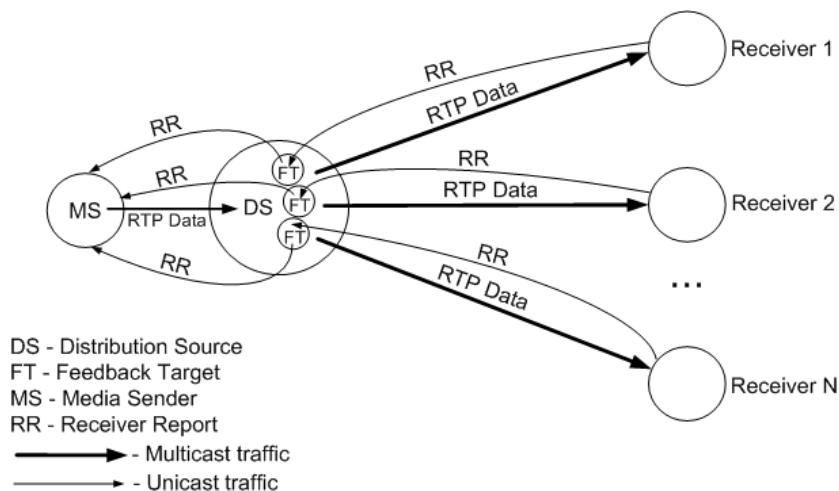 Receiver 1
RR
RTP Data
RR
RR
RR
FT
MS
RTP Data
DS
FT
RTP Data
Receiver 2
FT
RR
RR
RTP Data
...
Receiver N
DS - Distribution Source
FT - Feedback Target
MS - Media Sender
RR - Receiver Report
- Multicast traffic
- Unicast traffic